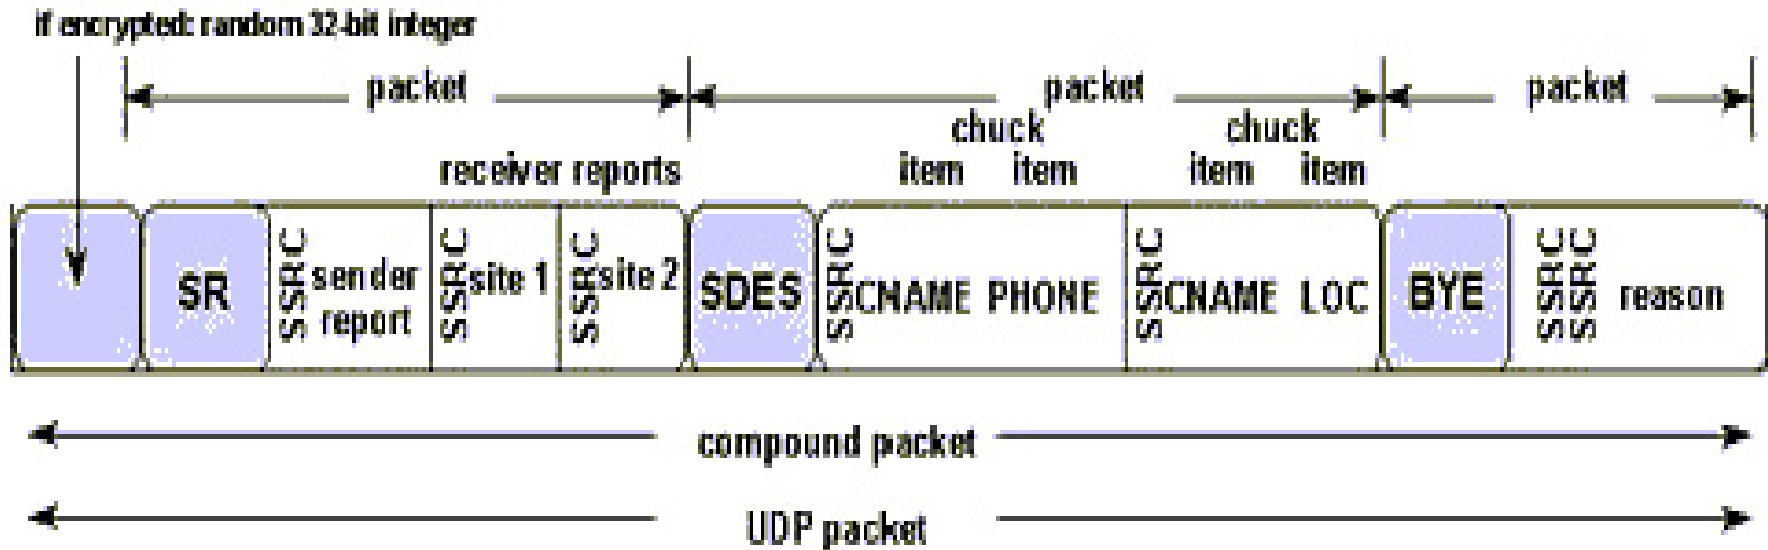 if encrypted: random 32-bit integer
packet packet packet
chuck chuck
receiver reports item item item item
SR SSRC sender report SSRC site 1 SSRC site 2 SDES SSRC CNAME PHONE SSRC CNAME LOC BYE SSRC SSRC reason
compound packet
UDP packet